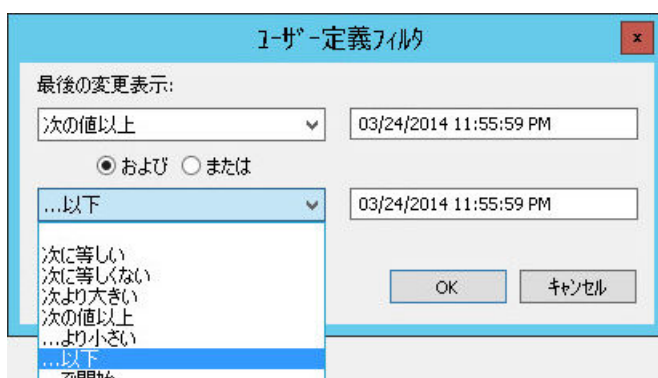 ユーザー定義フィルタ
x
最後の変更表示:
次の値以上
03/24/2014 11:55:59 PM
および または
...以下
03/24/2014 11:55:59 PM
次に等しい
次に等しくない
次より大きい
次の値以上
...より小さい
...以下
OK キャンセル